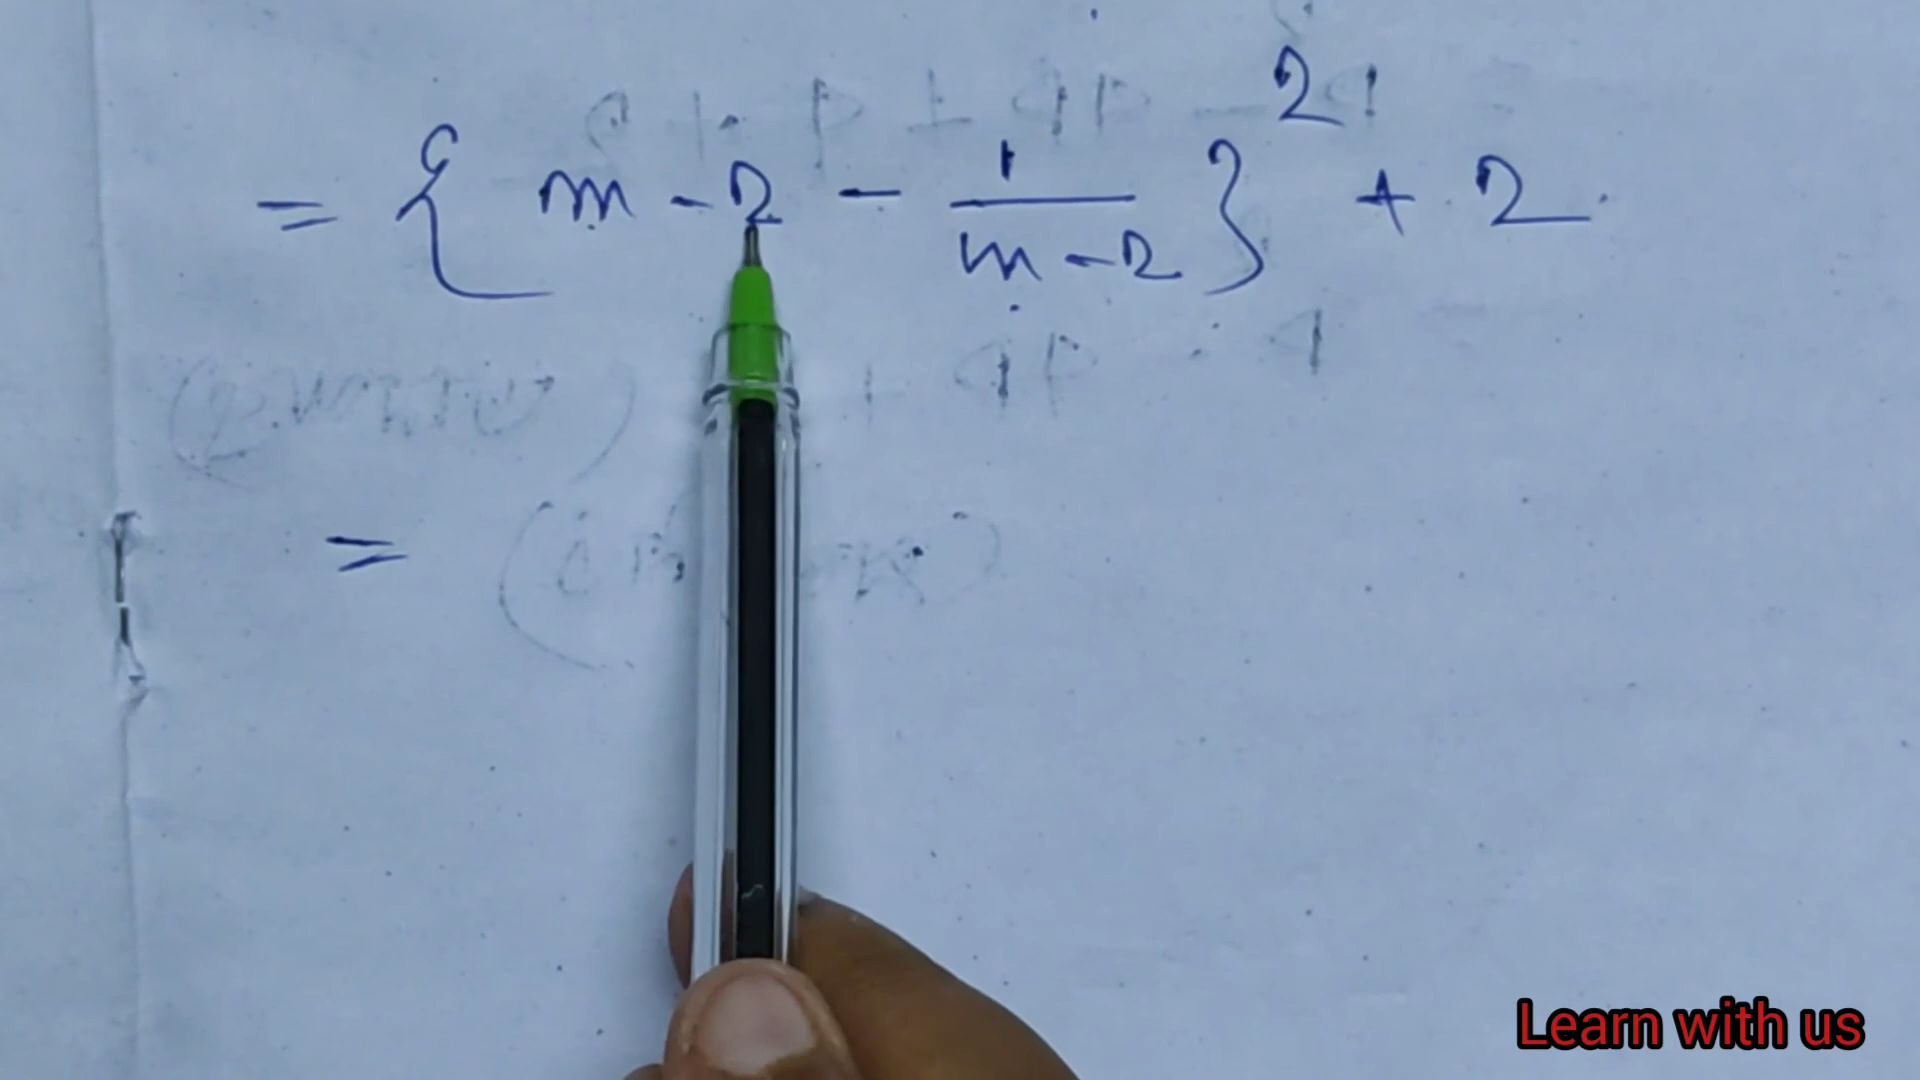 = { m - 2 - 1/(m - 2) }² + 2
=
Learn with us